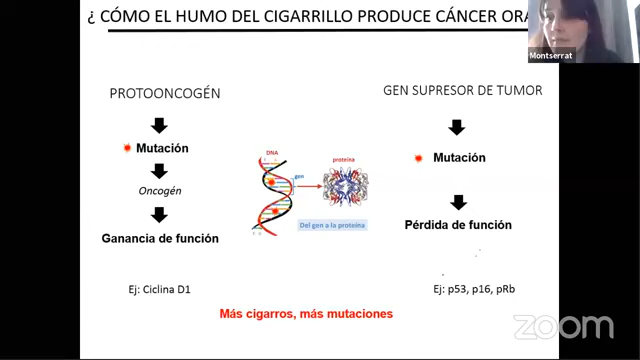 ¿ CÓMO EL HUMO DEL CIGARRILLO PRODUCE CÁNCER
Montserrat
PROTOONCOGÉN
Mutación
Oncogén
Ganancia de función
Ej: Ciclina D1
DNA
gen
proteína
Del gen a la proteína
GEN SUPRESOR DE TUMOR
Mutación
Pérdida de función
Ej: p53, p16, pRb
Más cigarros, más mutaciones
zoom